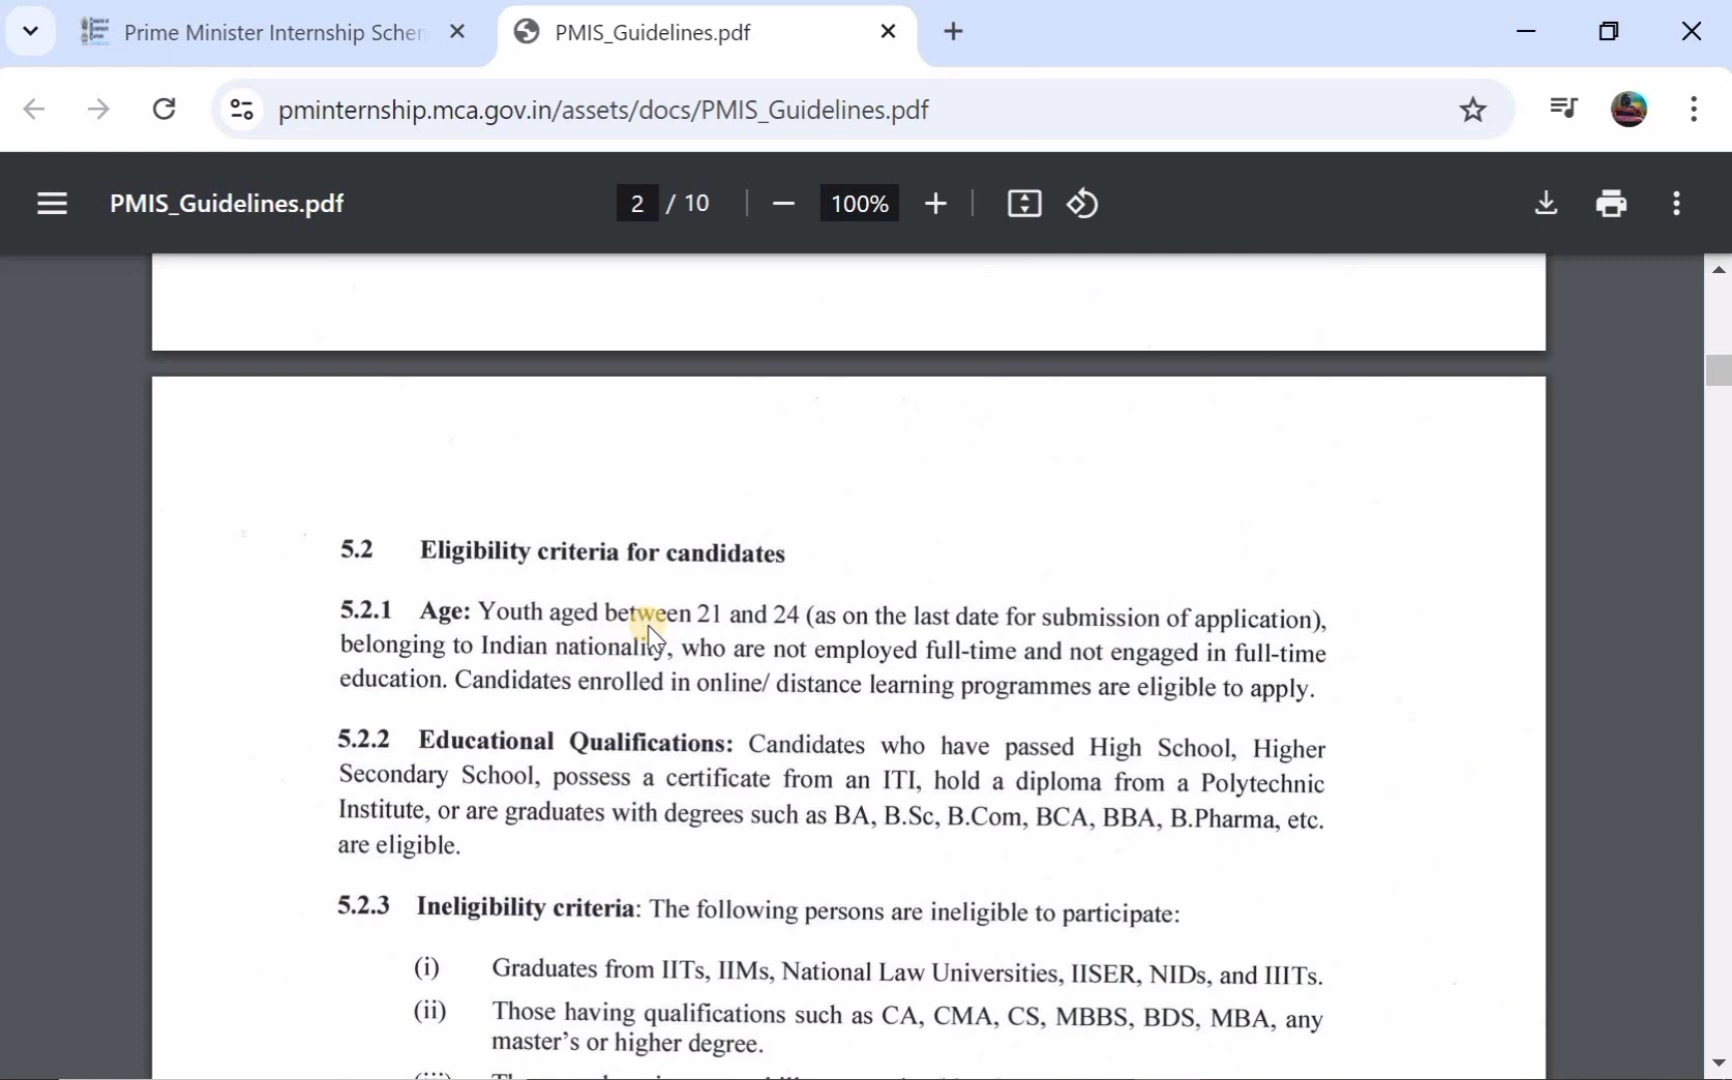 Prime Minister Internship Scher
PMIS_Guidelines.pdf
pminternship.mca.gov.in/assets/docs/PMIS_Guidelines.pdf
PMIS_Guidelines.pdf
2 / 10
100%
5.2 Eligibility criteria for candidates
5.2.1 Age: Youth aged between 21 and 24 (as on the last date for submission of application),
belonging to Indian nationality, who are not employed full-time and not engaged in full-time
education. Candidates enrolled in online/ distance learning programmes are eligible to apply.
5.2.2 Educational Qualifications: Candidates who have passed High School, Higher
Secondary School, possess a certificate from an ITI, hold a diploma from a Polytechnic
Institute, or are graduates with degrees such as BA, B.Sc, B.Com, BCA, BBA, B.Pharma, etc.
are eligible.
5.2.3 Ineligibility criteria: The following persons are ineligible to participate:
(i) Graduates from IITs, IIMs, National Law Universities, IISER, NIDs, and IIITs.
(ii) Those having qualifications such as CA, CMA, CS, MBBS, BDS, MBA, any
master's or higher degree.